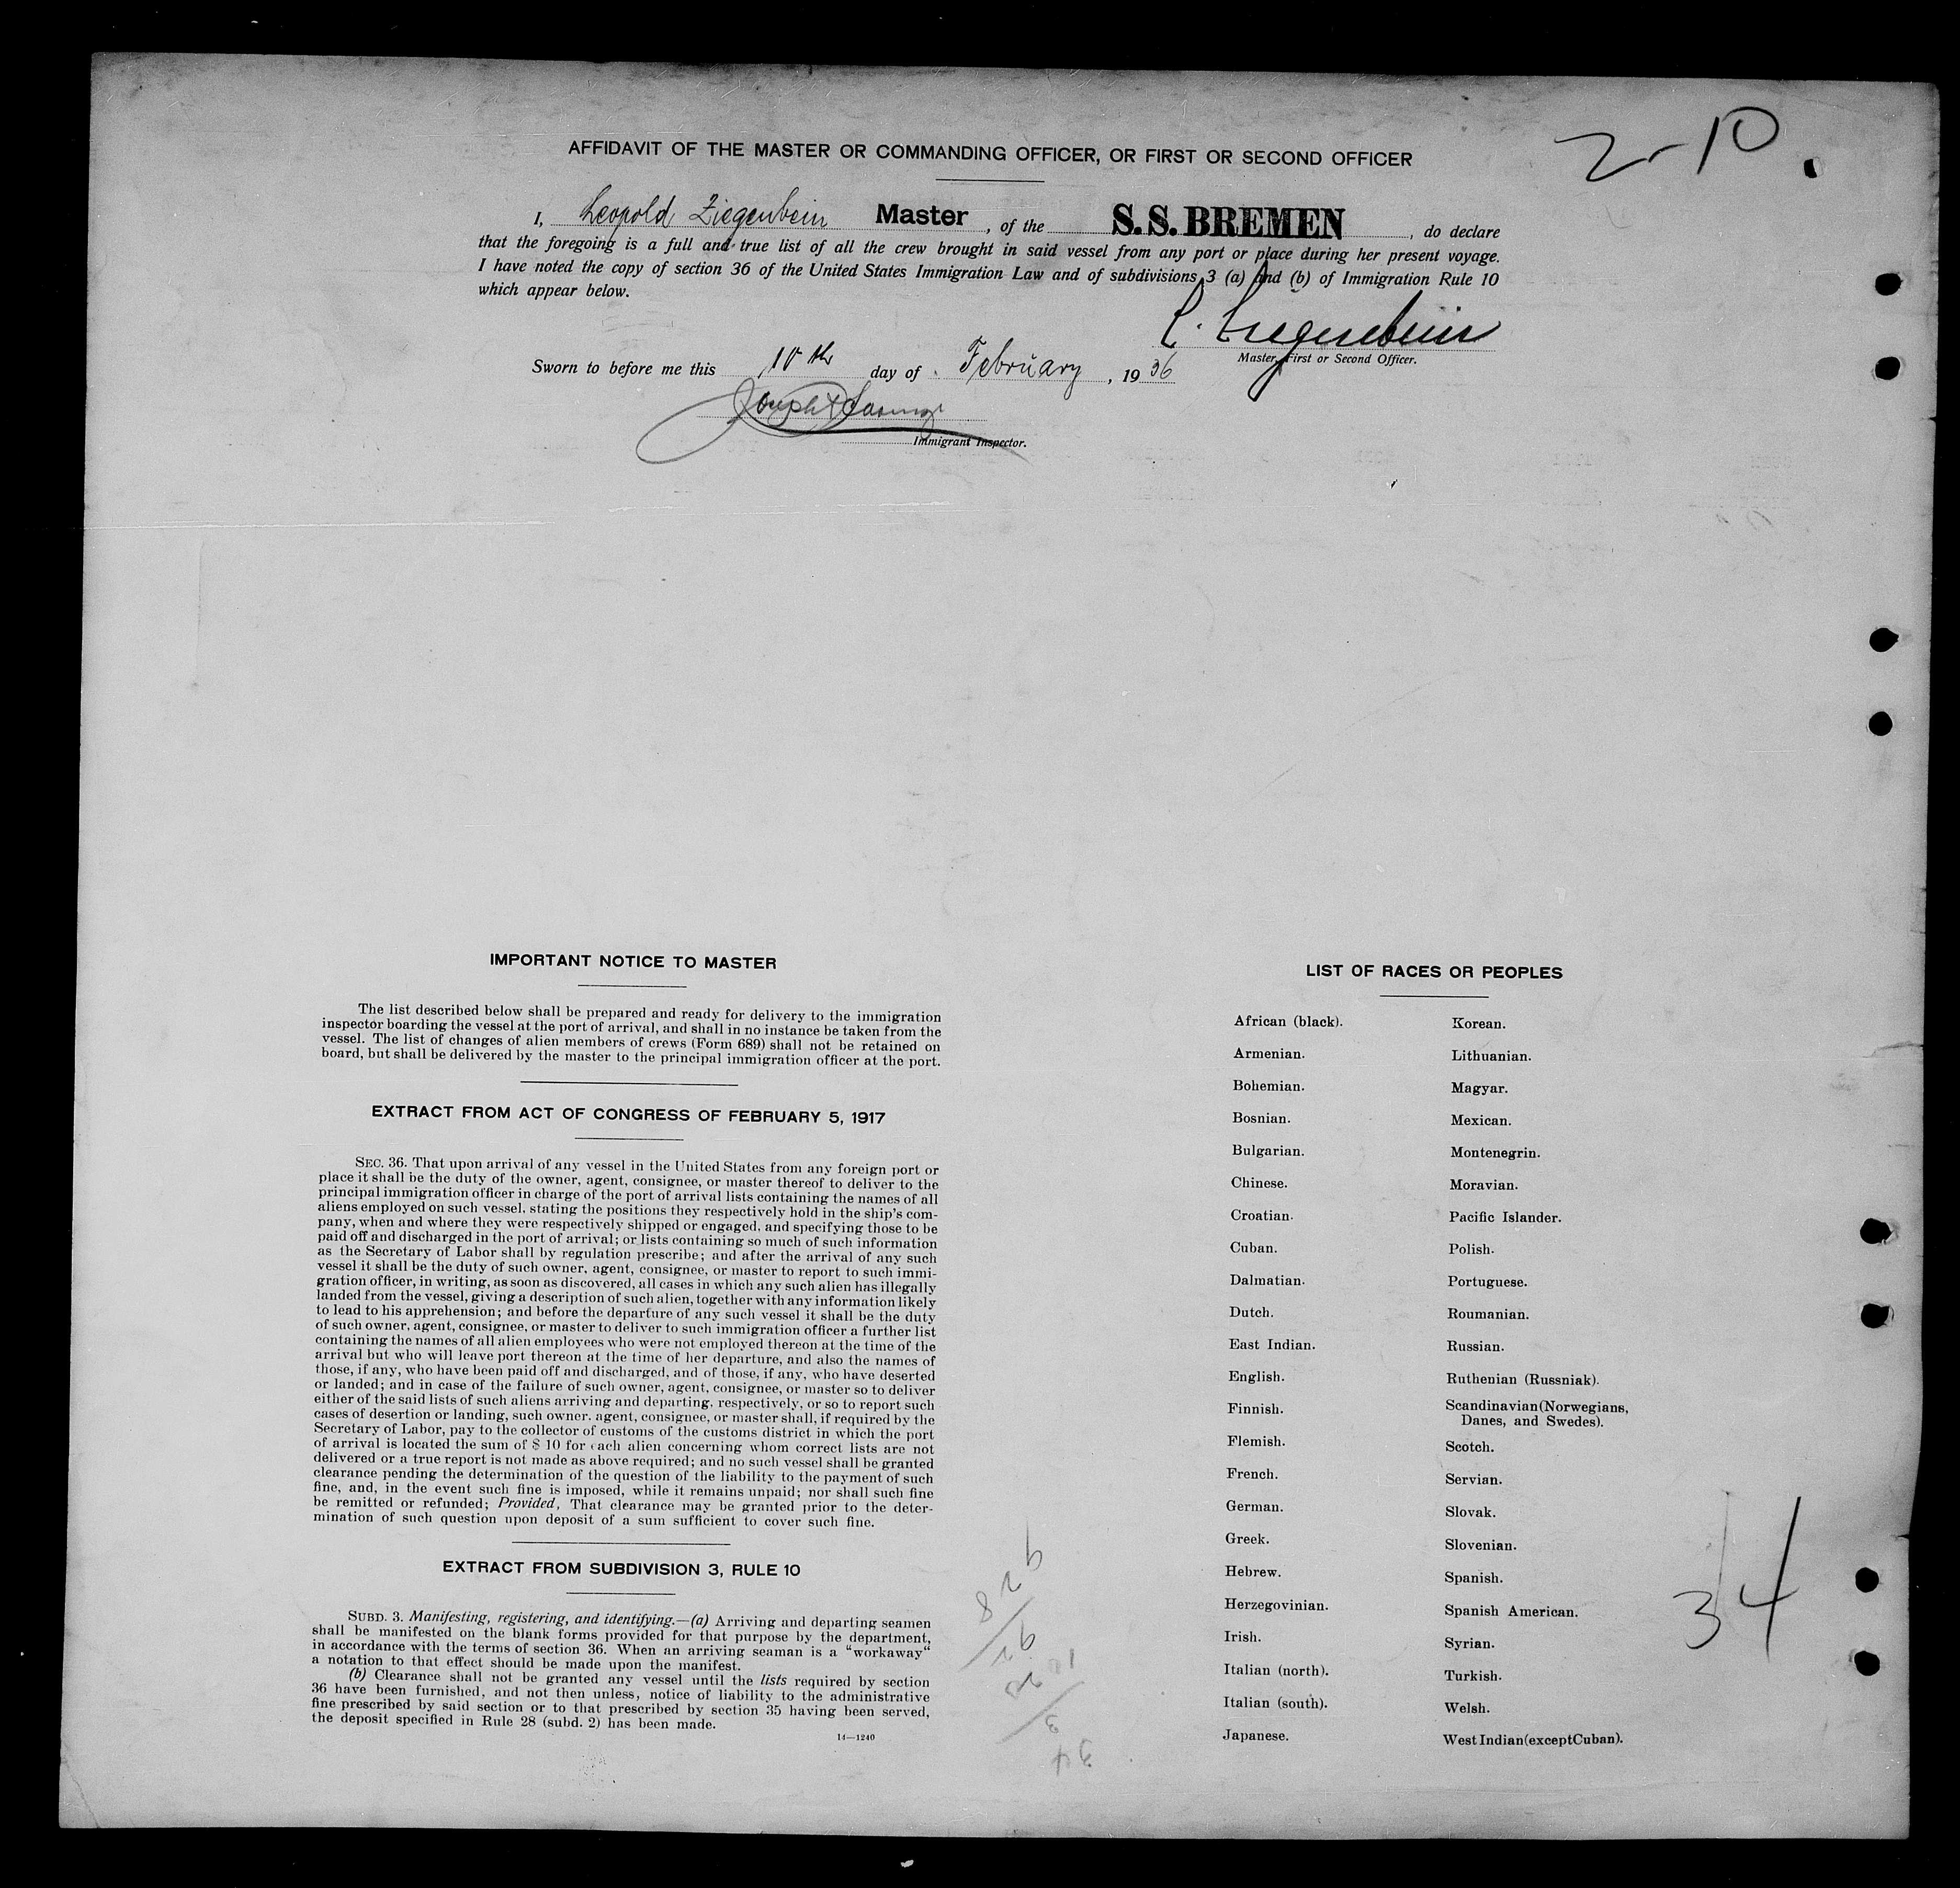 2-10.
AFFIDAVIT OF THE MASTER OR COMMANDING OFFICER, OR FIRST OR SECOND OFFICER
I, Leopold Ziegenbein Master, of the S.S. BREMEN, do declare
that the foregoing is a full and true list of all the crew brought in said vessel from any port or place during her present voyage.
I have noted the copy of section 36 of the United States Immigration Law and of subdivisions 3 (a) and (b) of Immigration Rule 10
which appear below.
L. Ziegenbein
Master, First or Second Officer.
Sworn to before me this 10th day of February, 1936
Immigrant Inspector.
IMPORTANT NOTICE TO MASTER
The list described below shall be prepared and ready for delivery to the immigration
inspector boarding the vessel at the port of arrival, and shall in no instance be taken from the
vessel. The list of changes of alien members of crews (Form 689) shall not be retained on
board, but shall be delivered by the master to the principal immigration officer at the port.
EXTRACT FROM ACT OF CONGRESS OF FEBRUARY 5, 1917
SEC. 36. That upon arrival of any vessel in the United States from any foreign port or
place it shall be the duty of the owner, agent, consignee, or master thereof to deliver to the
principal immigration officer in charge of the port of arrival lists containing the names of all
aliens employed on such vessel, stating the positions they respectively hold in the ship's com-
pany, when and where they were respectively shipped or engaged, and specifying those to be
paid off and discharged in the port of arrival; or lists containing so much of such information
as the Secretary of Labor shall by regulation prescribe; and after the arrival of any such
vessel it shall be the duty of such owner, agent, consignee, or master to report to such immi-
gration officer, in writing, as soon as discovered, all cases in which any such alien has illegally
landed from the vessel, giving a description of such alien, together with any information likely
to lead to his apprehension; and before the departure of any such vessel it shall be the duty
of such owner, agent, consignee, or master to deliver to such immigration officer a further list
containing the names of all alien employees who were not employed thereon at the time of the
arrival but who will leave port thereon at the time of her departure, and also the names of
those, if any, who have been paid off and discharged, and of those, if any, who have deserted
or landed; and in case of the failure of such owner, agent, consignee, or master so to deliver
either of the said lists of such aliens arriving and departing, respectively, or so to report such
cases of desertion or landing, such owner, agent, consignee, or master shall, if required by the
Secretary of Labor, pay to the collector of customs of the customs district in which the port
of arrival is located the sum of $ 10 for each alien concerning whom correct lists are not
delivered or a true report is not made as above required; and no such vessel shall be granted
clearance pending the determination of the question of the liability to the payment of such
fine, and, in the event such fine is imposed, while it remains unpaid; nor shall such fine
be remitted or refunded; Provided, That clearance may be granted prior to the deter-
mination of such question upon deposit of a sum sufficient to cover such fine.
EXTRACT FROM SUBDIVISION 3, RULE 10
SUBD. 3. Manifesting, registering, and identifying.—(a) Arriving and departing seamen
shall be manifested on the blank forms provided for that purpose by the department,
in accordance with the terms of section 36. When an arriving seaman is a "workaway"
a notation to that effect should be made upon the manifest.
(b) Clearance shall not be granted any vessel until the lists required by section
36 have been furnished, and not then unless, notice of liability to the administrative
fine prescribed by said section or to that prescribed by section 35 having been served,
the deposit specified in Rule 28 (subd. 2) has been made.
14—1240
LIST OF RACES OR PEOPLES
African (black).
Armenian.
Bohemian.
Bosnian.
Bulgarian.
Chinese.
Croatian.
Cuban.
Dalmatian.
Dutch.
East Indian.
English.
Finnish.
Flemish.
French.
German.
Greek.
Hebrew.
Herzegovinian.
Irish.
Italian (north).
Italian (south).
Japanese.
Korean.
Lithuanian.
Magyar.
Mexican.
Montenegrin.
Moravian.
Pacific Islander.
Polish.
Portuguese.
Roumanian.
Russian.
Ruthenian (Russniak).
Scandinavian(Norwegians,
Danes, and Swedes).
Scotch.
Servian.
Slovak.
Slovenian.
Spanish.
Spanish American.
Syrian.
Turkish.
Welsh.
West Indian(except Cuban).
34